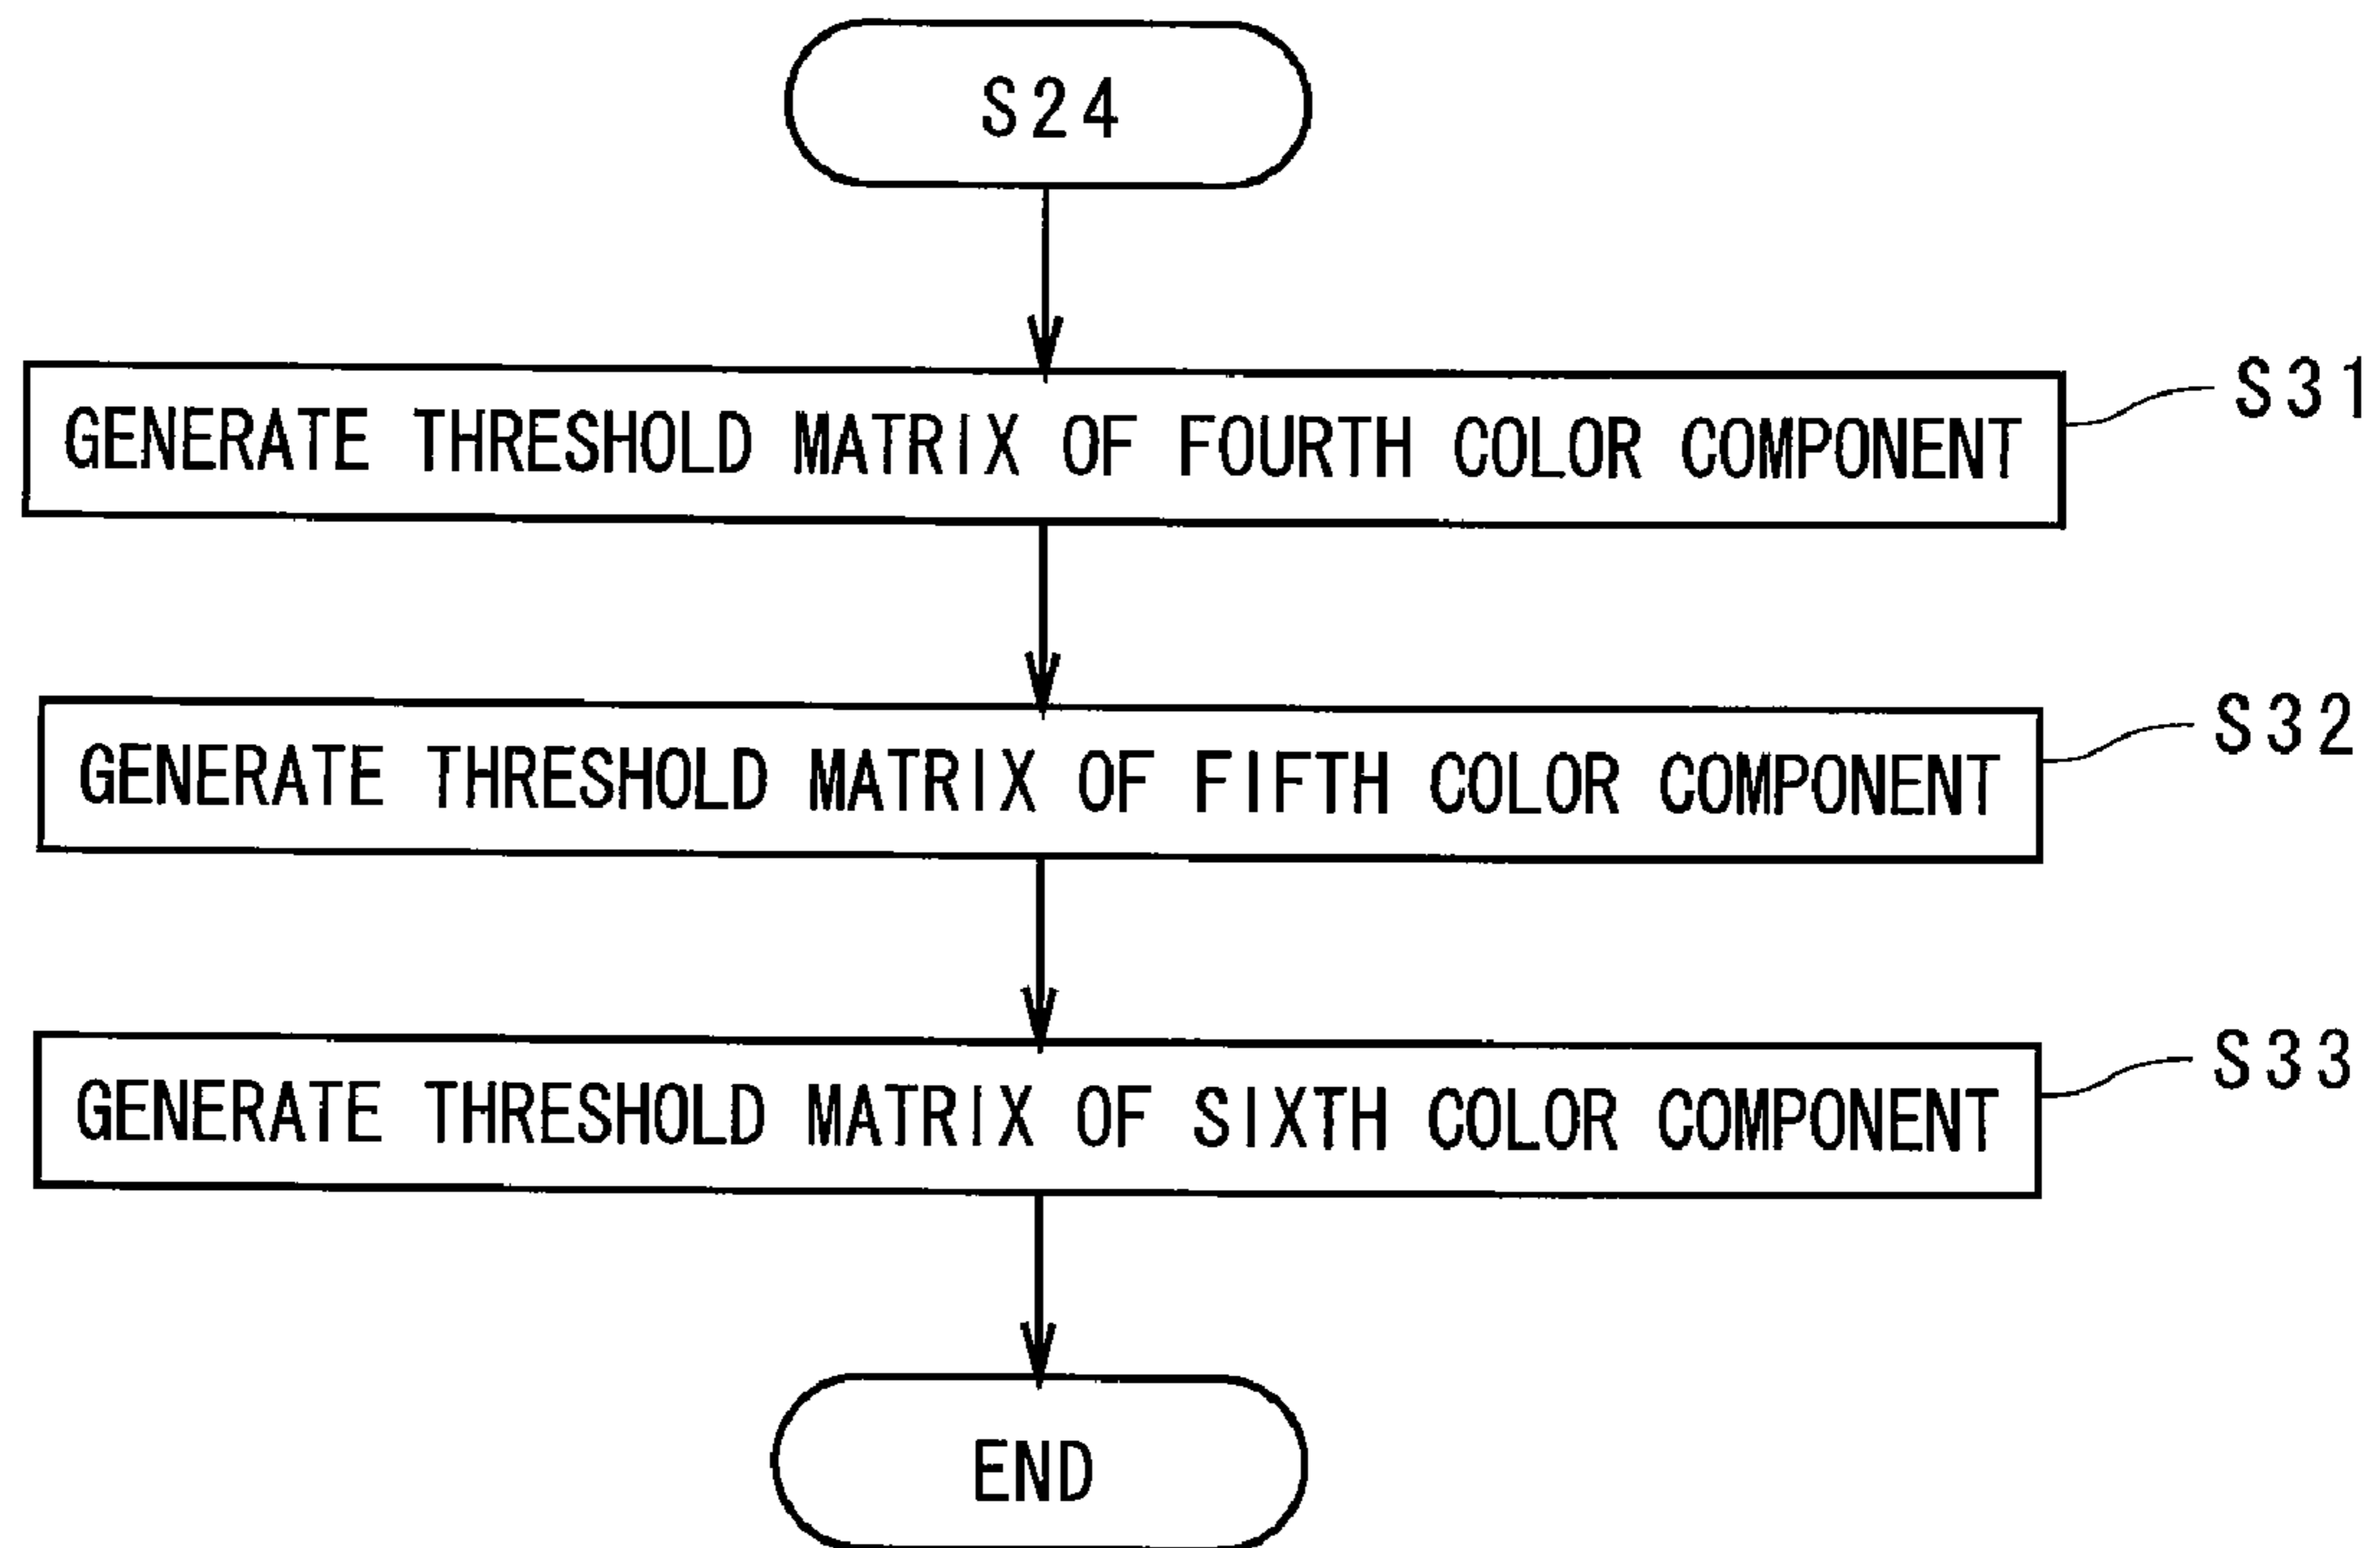 S24
GENERATE THRESHOLD MATRIX OF FOURTH COLOR COMPONENT
S31
GENERATE THRESHOLD MATRIX OF FIFTH COLOR COMPONENT
S32
GENERATE THRESHOLD MATRIX OF SIXTH COLOR COMPONENT
S33
END